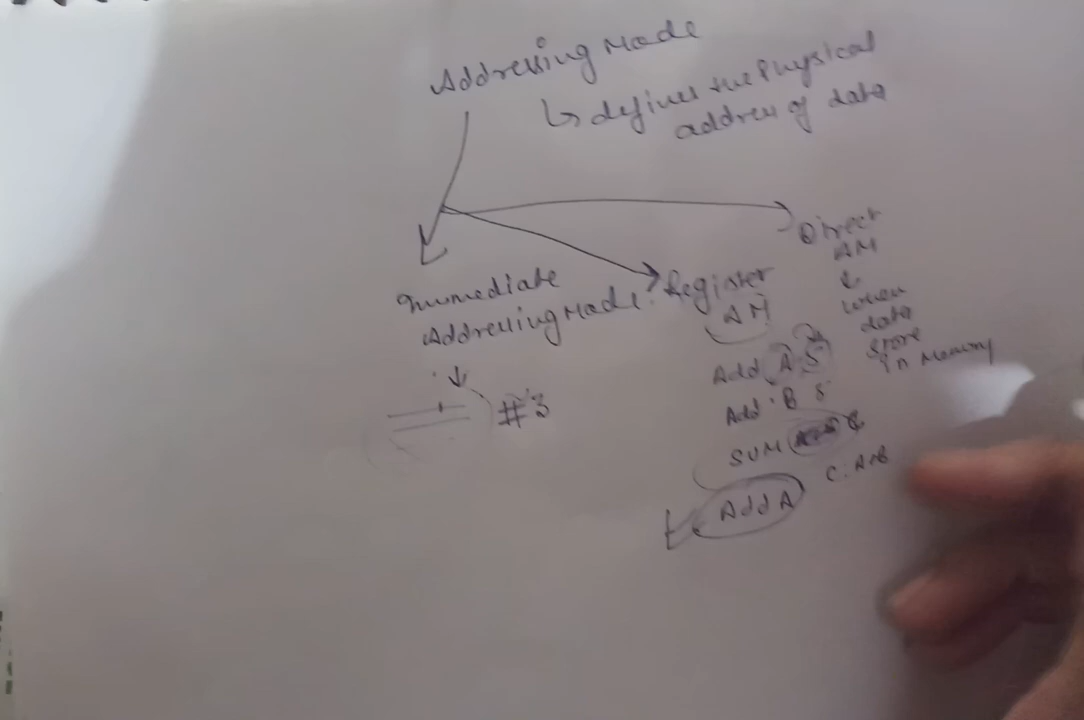 Addressing Mode
↳ defines the Physical
address of data
Immediate
Addressing Mode.
↓
#3
Register
AM
Add A 5
Add B 8
SUM
C: A+B
Add A
Direct
AM
↓
when
data
store
in Memory